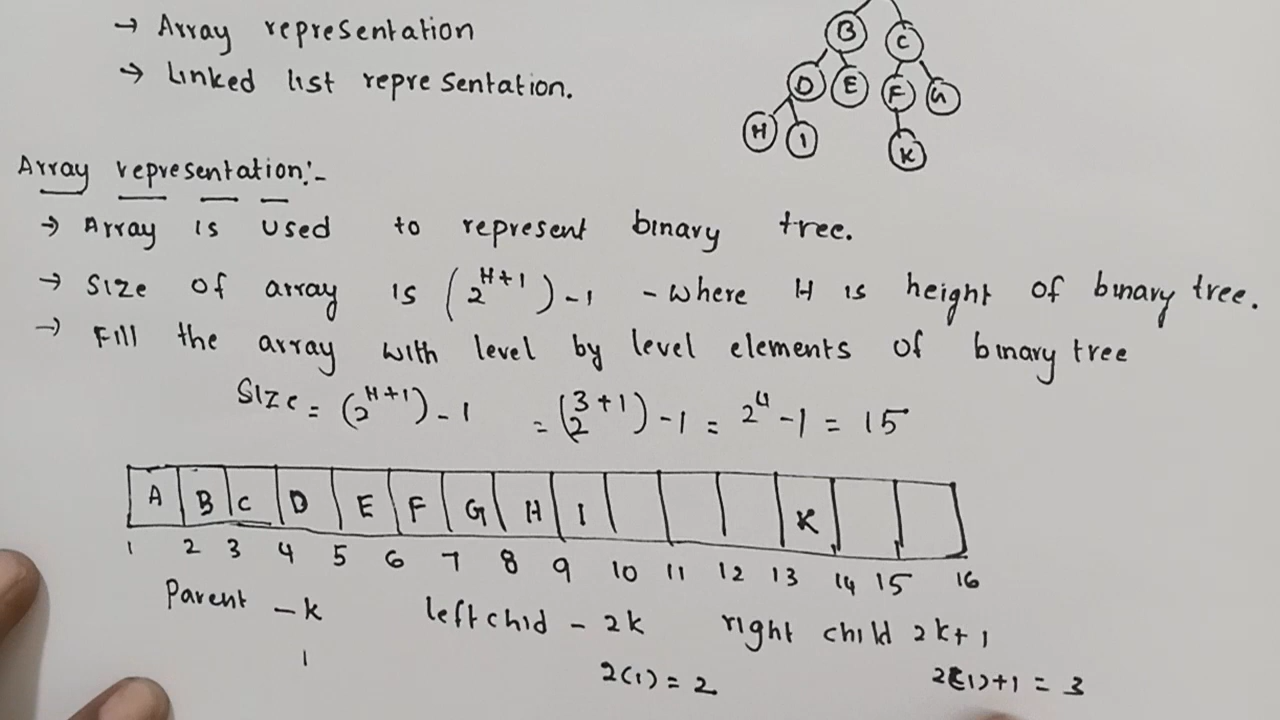 → Array representation
→ Linked list representation.
B C
D E F G
H I K
Array representation:-
→ Array is used to represent binary tree.
→ Size of array is (2^H+1) - 1 - where H is height of binary tree.
→ Fill the array with level by level elements of binary tree
Size = (2^H+1) - 1 = (2^3+1) - 1 = 2^4 - 1 = 15
A B C D E F G H I K
1 2 3 4 5 6 7 8 9 10 11 12 13 14 15 16
Parent - k left chid - 2k right child 2k+1
1 2(1) = 2 2(1)+1 = 3